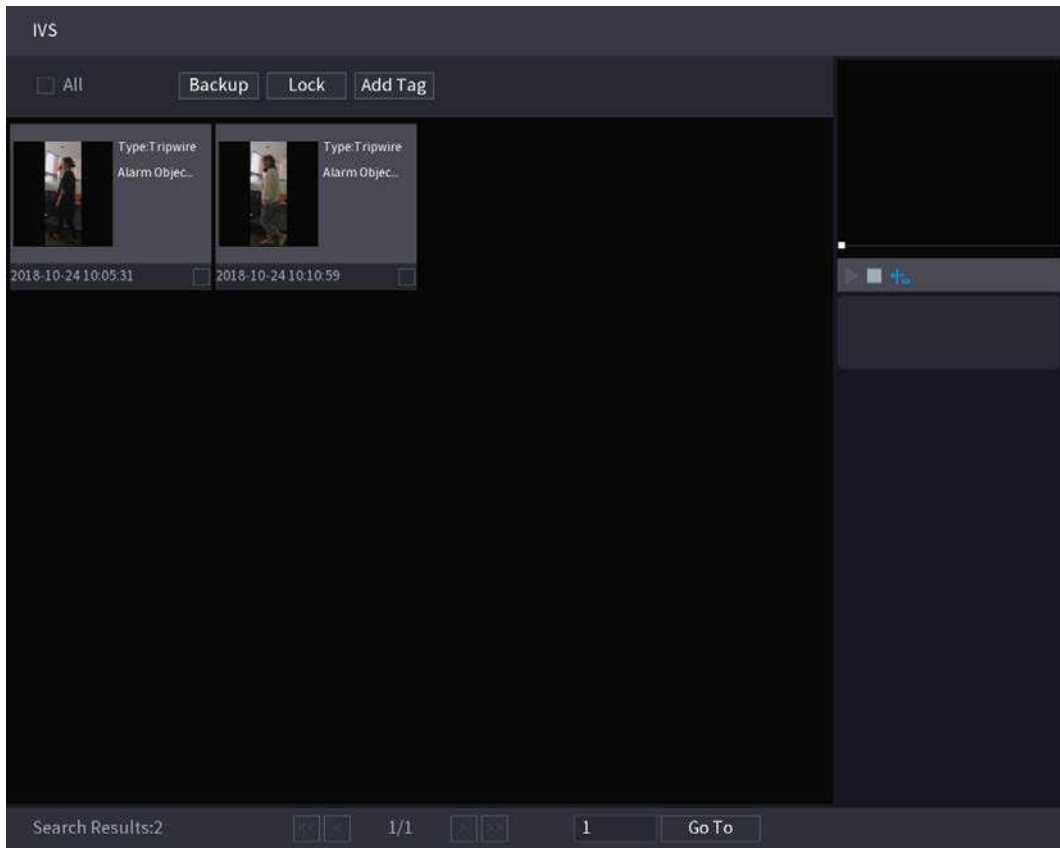 IVS
All
Backup
Lock
Add Tag
Type:Tripwire
Alarm Objec...
2018-10-24 10:05:31
Type:Tripwire
Alarm Objec...
2018-10-24 10:10:59
Search Results:2
<<
<
1/1
>
>>
1
Go To